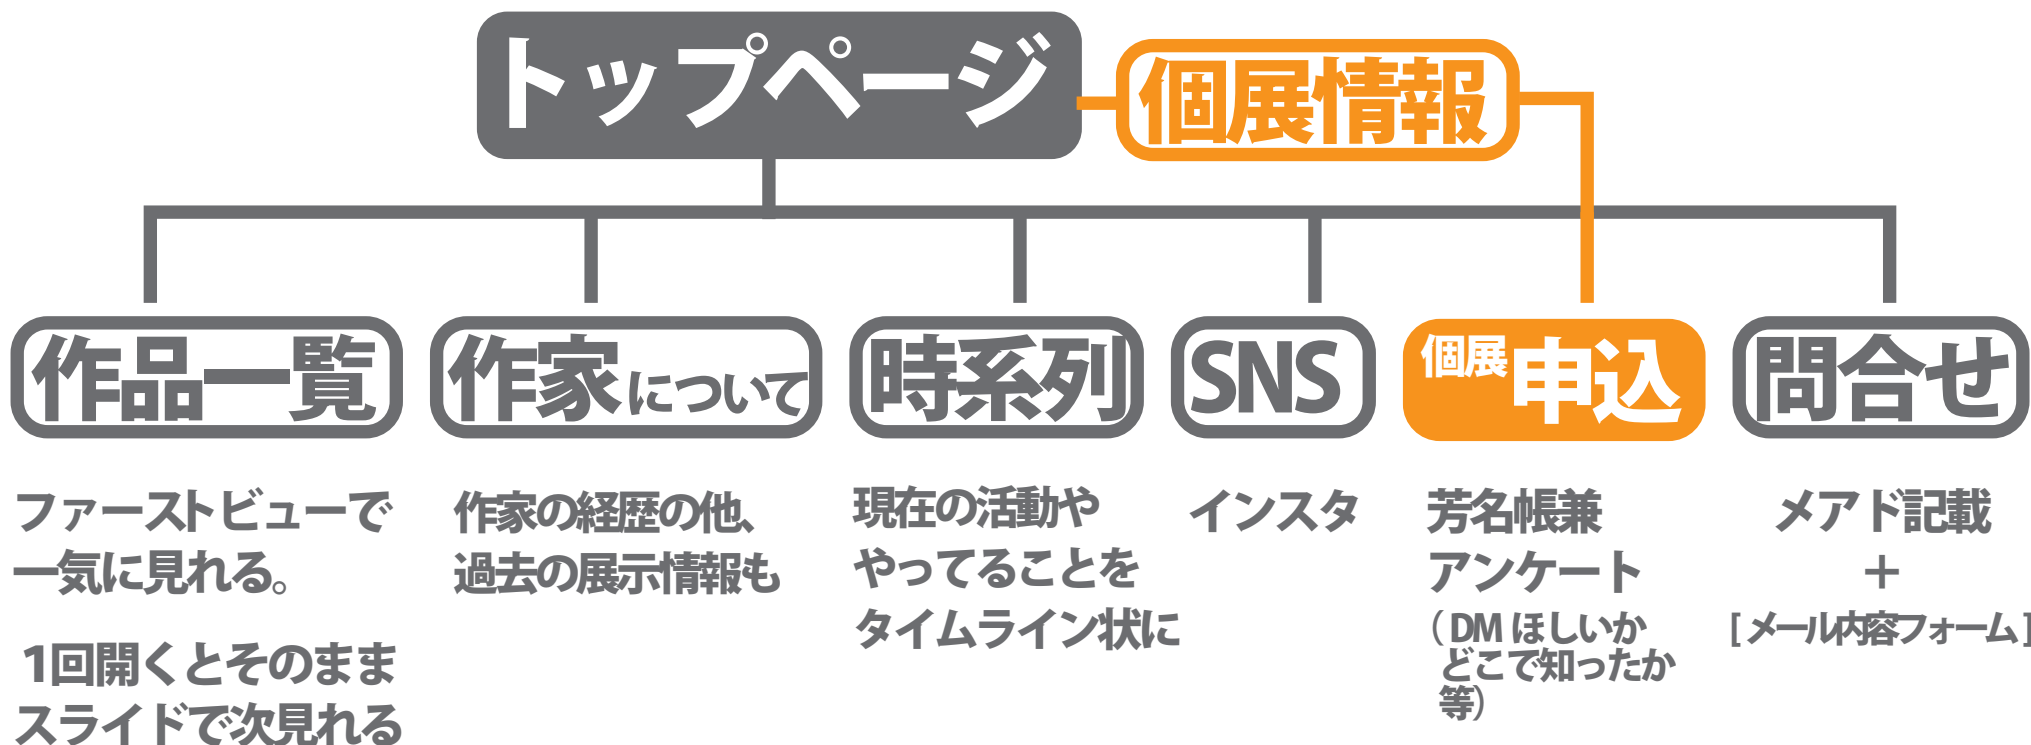 トップページ
個展情報
作品一覧
作家について
時系列
SNS
個展申込
問合せ
ファーストビューで
一気に見れる。
1回開くとそのまま
スライドで次見れる
作家の経歴の他、
過去の展示情報も
現在の活動や
やってることを
タイムライン状に
インスタ
芳名帳兼
アンケート
（DMほしいか
どこで知ったか
等）
メアド記載
＋
[メール内容フォーム]